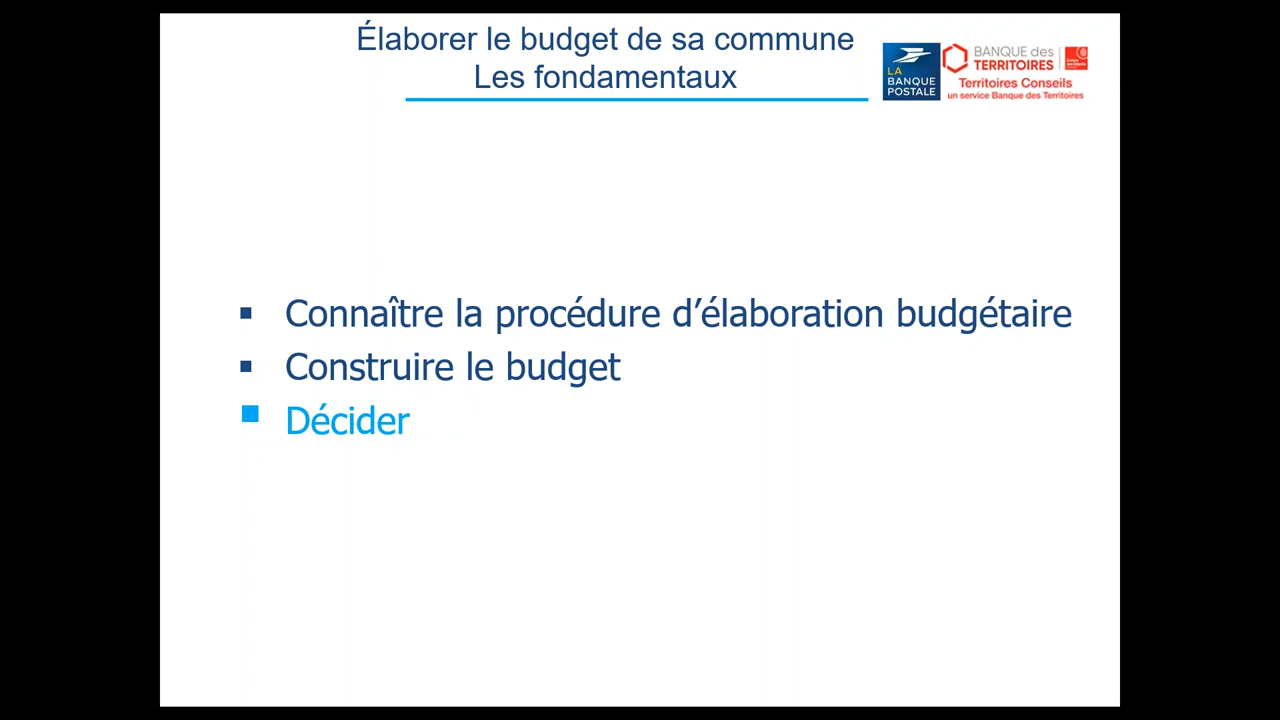 Élaborer le budget de sa commune
Les fondamentaux
LA
BANQUE
POSTALE
BANQUE des
TERRITOIRES
Territoires Conseils
un service Banque des Territoires
Connaître la procédure d’élaboration budgétaire
Construire le budget
Décider